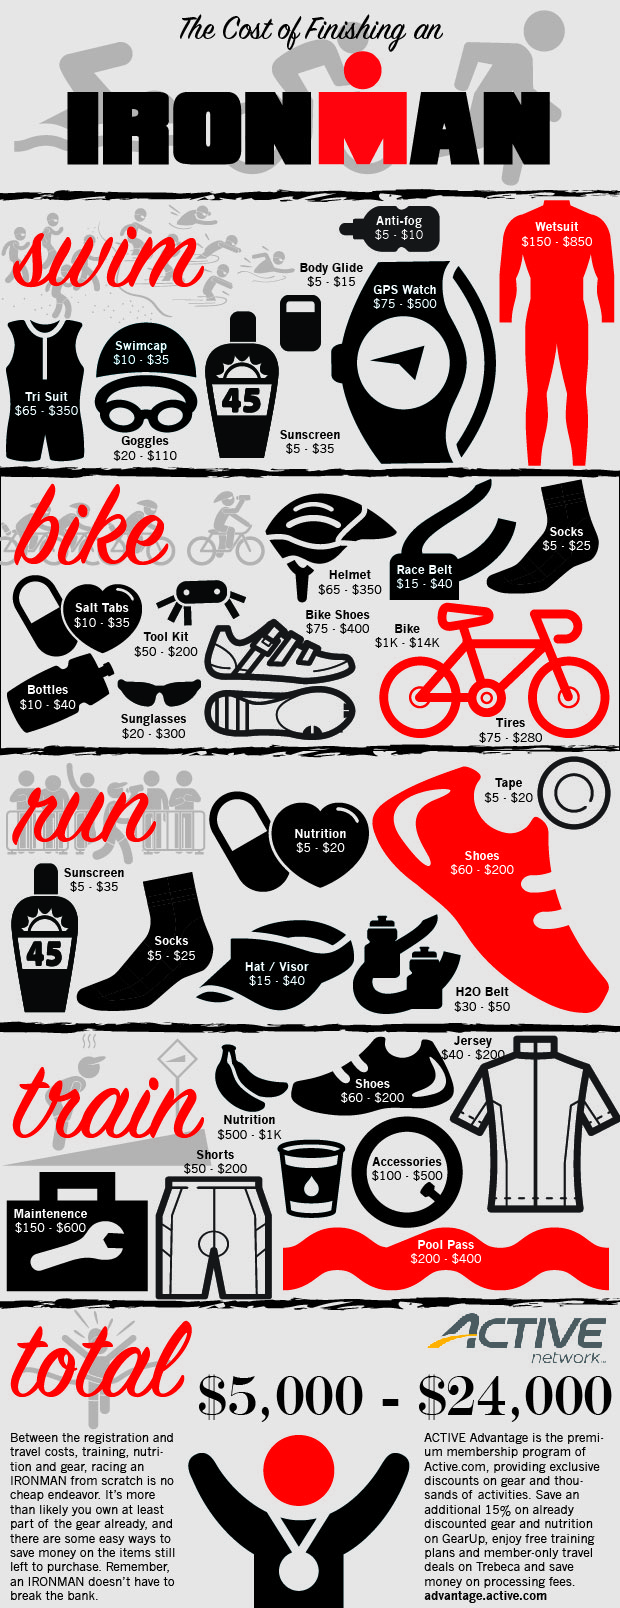 The Cost of Finishing an
IRONMAN
swim
Anti-fog
$5 - $10
Wetsuit
$150 - $850
Body Glide
$5 - $15
GPS Watch
$75 - $500
Swimcap
$10 - $35
Tri Suit
$65 - $350
45
Goggles
$20 - $110
Sunscreen
$5 - $35
bike
Socks
$5 - $25
Helmet
$65 - $350
Race Belt
$15 - $40
Salt Tabs
$10 - $35
Tool Kit
$50 - $200
Bike Shoes
$75 - $400
Bike
$1K - $14K
Bottles
$10 - $40
Sunglasses
$20 - $300
Tires
$75 - $280
run
Tape
$5 - $20
Nutrition
$5 - $20
Shoes
$60 - $200
Sunscreen
$5 - $35
45
Socks
$5 - $25
Hat / Visor
$15 - $40
H2O Belt
$30 - $50
train
Jersey
$40 - $200
Shoes
$60 - $200
Nutrition
$500 - $1K
Shorts
$50 - $200
Accessories
$100 - $500
Maintenence
$150 - $600
Pool Pass
$200 - $400
total
ACTIVE
network
$5,000 - $24,000
Between the registration and
travel costs, training, nutri-
tion and gear, racing an
IRONMAN from scratch is no
cheap endeavor. It's more
than likely you own at least
part of the gear already, and
there are some easy ways to
save money on the items still
left to purchase. Remember,
an IRONMAN doesn't have to
break the bank.
ACTIVE Advantage is the premi-
um membership program of
Active.com, providing exclusive
discounts on gear and thou-
sands of activities. Save an
additional 15% on already
discounted gear and nutrition
on GearUp, enjoy free training
plans and member-only travel
deals on Trebeca and save
money on processing fees.
advantage.active.com